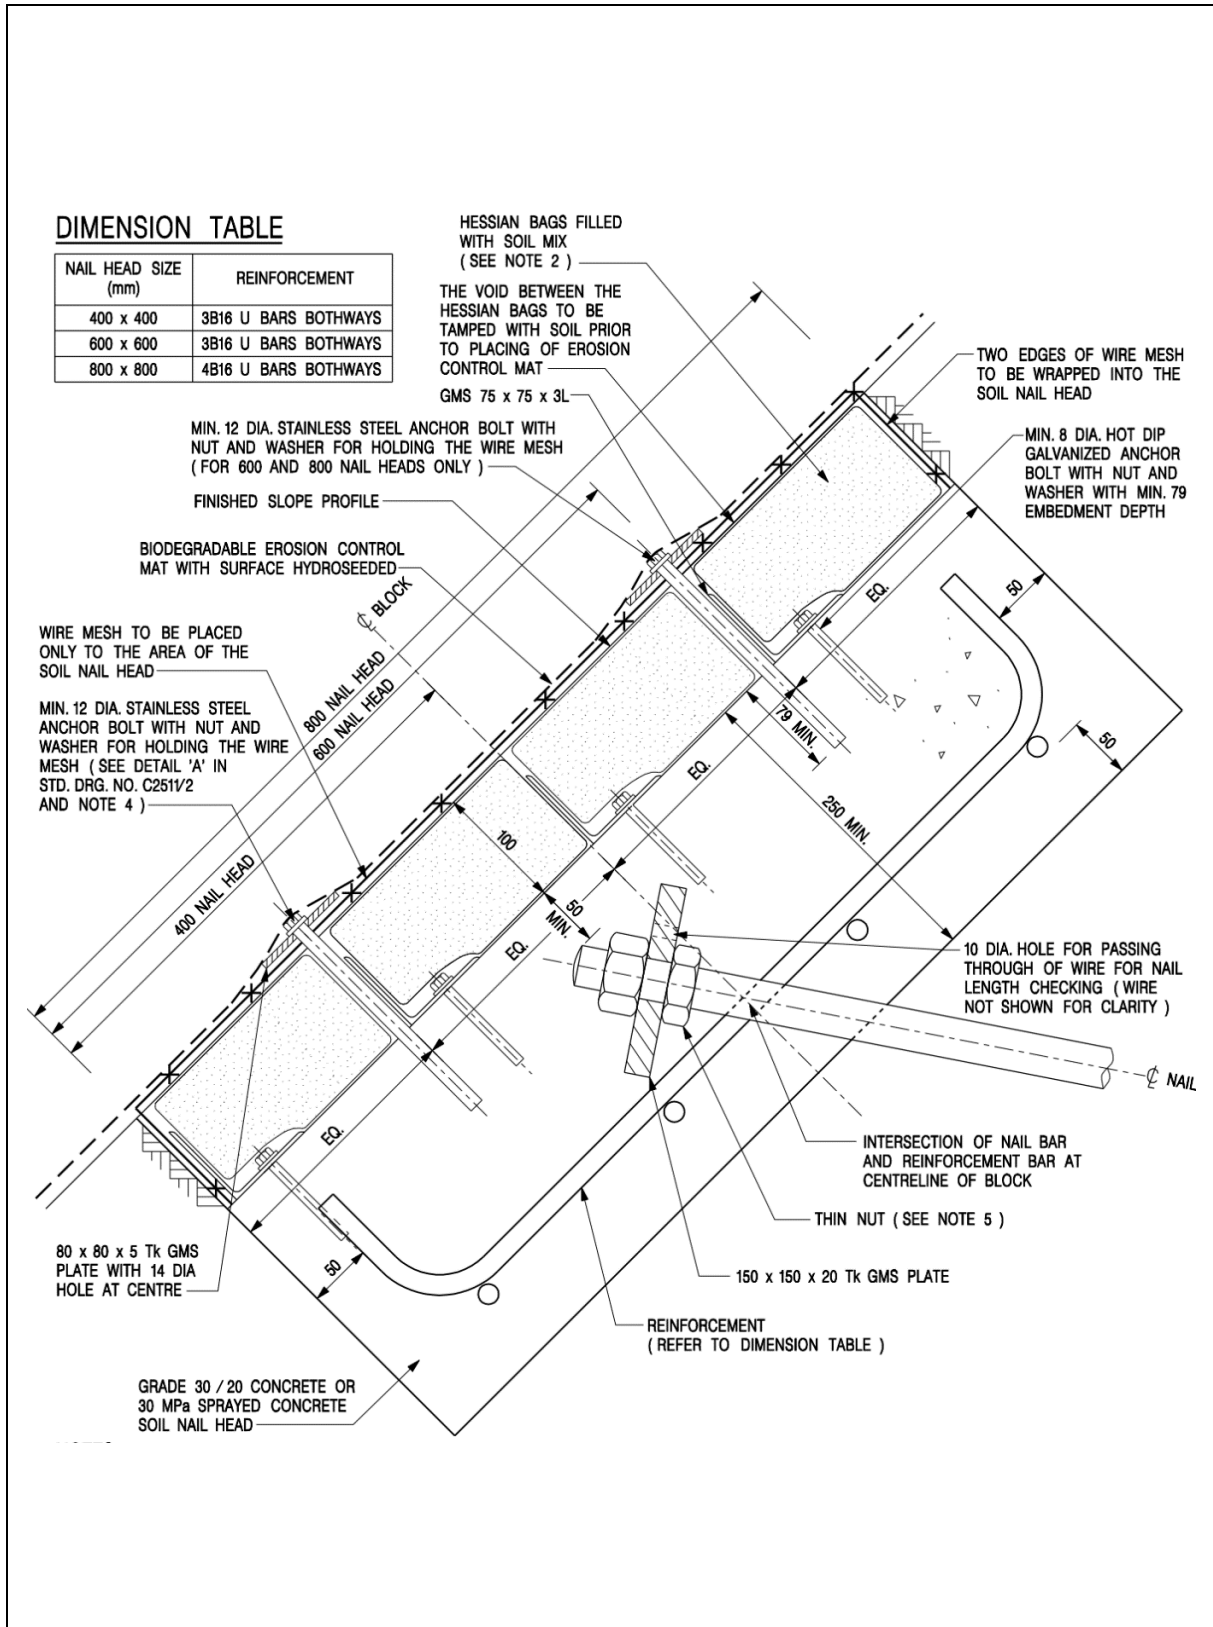 DIMENSION TABLE
NAIL HEAD SIZE
(mm)
REINFORCEMENT
400 x 400
3B16 U BARS BOTHWAYS
600 x 600
3B16 U BARS BOTHWAYS
800 x 800
4B16 U BARS BOTHWAYS
HESSIAN BAGS FILLED
WITH SOIL MIX
( SEE NOTE 2 )
THE VOID BETWEEN THE
HESSIAN BAGS TO BE
TAMPED WITH SOIL PRIOR
TO PLACING OF EROSION
CONTROL MAT
GMS 75 x 75 x 3L
MIN. 12 DIA. STAINLESS STEEL ANCHOR BOLT WITH
NUT AND WASHER FOR HOLDING THE WIRE MESH
( FOR 600 AND 800 NAIL HEADS ONLY )
FINISHED SLOPE PROFILE
BIODEGRADABLE EROSION CONTROL
MAT WITH SURFACE HYDROSEEDED
WIRE MESH TO BE PLACED
ONLY TO THE AREA OF THE
SOIL NAIL HEAD
MIN. 12 DIA. STAINLESS STEEL
ANCHOR BOLT WITH NUT AND
WASHER FOR HOLDING THE WIRE
MESH ( SEE DETAIL 'A' IN
STD. DRG. NO. C2511/2
AND NOTE 4 )
TWO EDGES OF WIRE MESH
TO BE WRAPPED INTO THE
SOIL NAIL HEAD
MIN. 8 DIA. HOT DIP
GALVANIZED ANCHOR
BOLT WITH NUT AND
WASHER WITH MIN. 79
EMBEDMENT DEPTH
℄ BLOCK
800 NAIL HEAD
600 NAIL HEAD
400 NAIL HEAD
EQ.
50
79 MIN.
50
EQ.
250 MIN.
100
50
MIN.
EQ.
10 DIA. HOLE FOR PASSING
THROUGH OF WIRE FOR NAIL
LENGTH CHECKING ( WIRE
NOT SHOWN FOR CLARITY )
℄ NAIL
EQ.
50
INTERSECTION OF NAIL BAR
AND REINFORCEMENT BAR AT
CENTRELINE OF BLOCK
THIN NUT ( SEE NOTE 5 )
150 x 150 x 20 Tk GMS PLATE
80 x 80 x 5 Tk GMS
PLATE WITH 14 DIA
HOLE AT CENTRE
REINFORCEMENT
( REFER TO DIMENSION TABLE )
GRADE 30 / 20 CONCRETE OR
30 MPa SPRAYED CONCRETE
SOIL NAIL HEAD